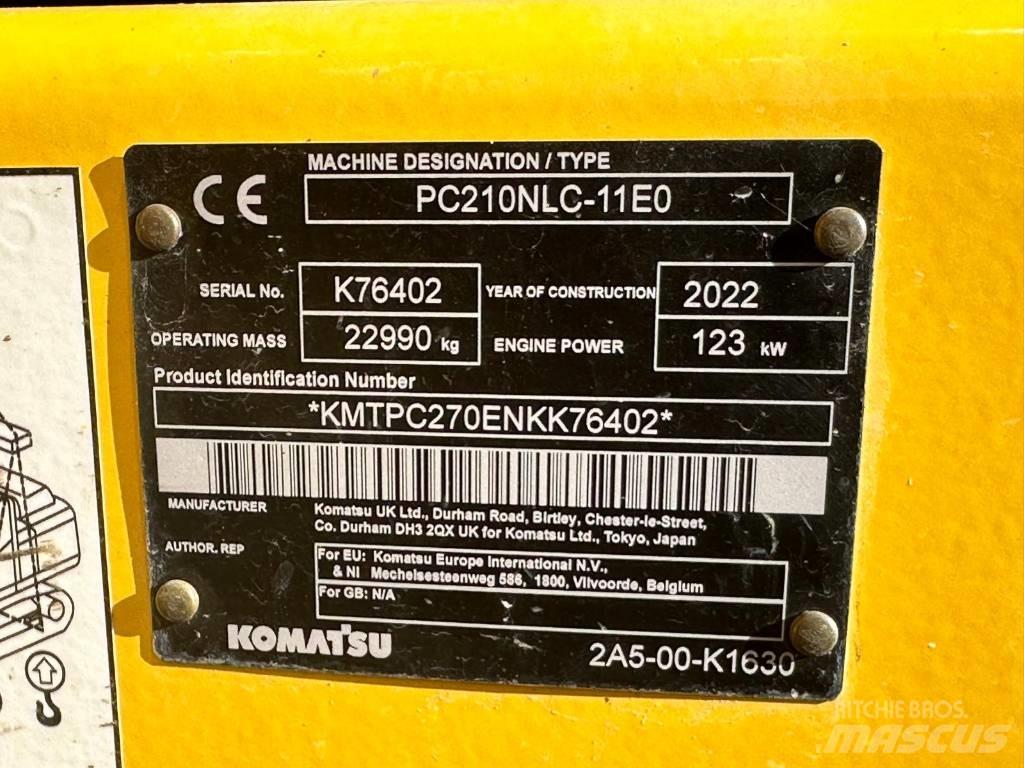 CE
MACHINE DESIGNATION / TYPE
PC210NLC-11E0
SERIAL No. K76402 YEAR OF CONSTRUCTION 2022
OPERATING MASS 22990 kg ENGINE POWER 123 kW
Product Identification Number
*KMTPC270ENKK76402*
MANUFACTURER Komatsu UK Ltd., Durham Road, Birtley, Chester-le-Street,
Co. Durham DH3 2QX UK for Komatsu Ltd., Tokyo, Japan
AUTHOR. REP For EU: Komatsu Europe International N.V.,
& NI Mechelsesteenweg 586, 1800, Vilvoorde, Belgium
For GB: N/A
KOMATSU
2A5-00-K1630
RITCHIE BROS.
MASCUS